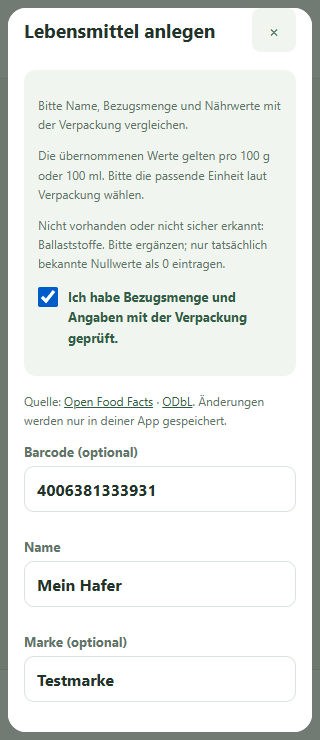 Lebensmittel anlegen
×
Bitte Name, Bezugsmenge und Nährwerte mit
der Verpackung vergleichen.
Die übernommenen Werte gelten pro 100 g
oder 100 ml. Bitte die passende Einheit laut
Verpackung wählen.
Nicht vorhanden oder nicht sicher erkannt:
Ballaststoffe. Bitte ergänzen; nur tatsächlich
bekannte Nullwerte als 0 eintragen.
Ich habe Bezugsmenge und
Angaben mit der Verpackung
geprüft.
Quelle: Open Food Facts · ODbL. Änderungen
werden nur in deiner App gespeichert.
Barcode (optional)
4006381333931
Name
Mein Hafer
Marke (optional)
Testmarke